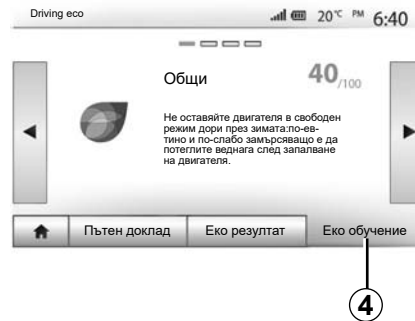 Driving eco 20°C PM 6:40
Общи 40/100
Не оставяйте двигателя в свободен
режим дори през зимата:по-ев-
тино и по-слабо замърсяващо е да
потеглите веднага след запалване
на двигателя.
Пътен доклад Еко резултат Еко обучение
4